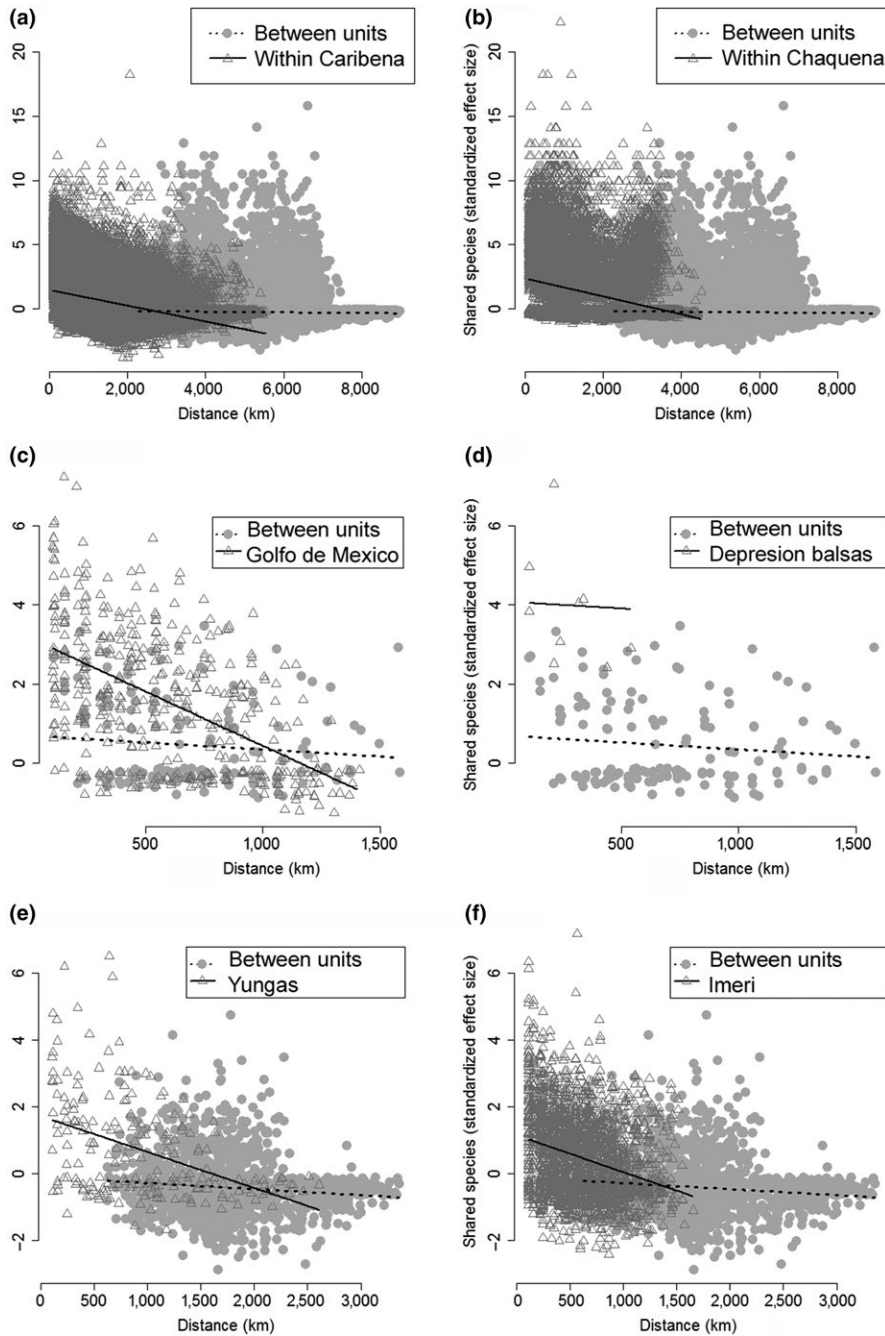 (a)
Between units
Within Caribena
20
15
10
5
0
0
2,000
4,000
6,000
8,000
Distance (km)
(b)
Between units
Within Chaquena
Shared species (standardized effect size)
20
15
10
5
0
0
2,000
4,000
6,000
8,000
Distance (km)
(c)
Between units
Golfo de Mexico
6
4
2
0
500
1,000
1,500
Distance (km)
(d)
Between units
Depresion balsas
Shared species (standardized effect size)
6
4
2
0
500
1,000
1,500
Distance (km)
(e)
Between units
Yungas
6
4
2
0
−2
0
500
1,000
1,500
2,000
2,500
3,000
Distance (km)
(f)
Between units
Imeri
Shared species (standardized effect size)
6
4
2
0
−2
0
500
1,000
1,500
2,000
2,500
3,000
Distance (km)